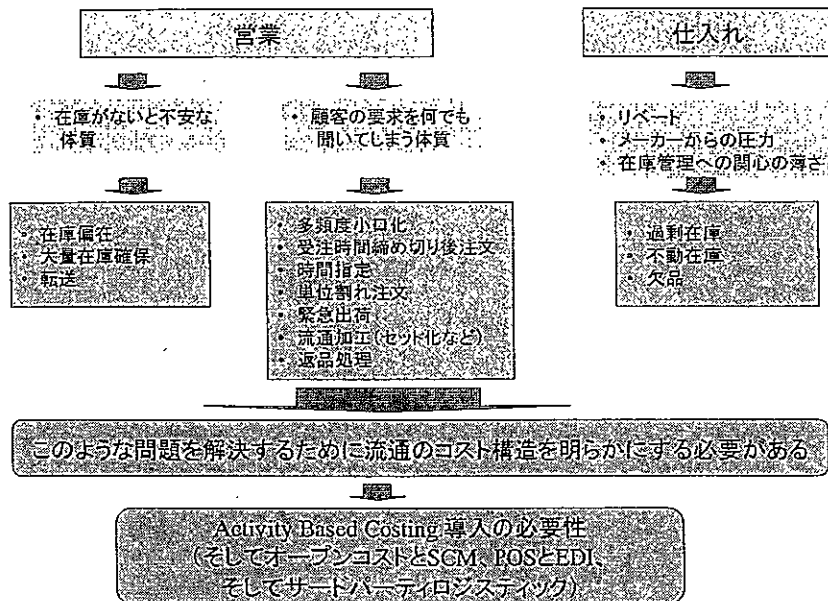 営業
仕入れ
・ 在庫がないと不安な
体質
・ 顧客の要求を何でも
聞いてしまう体質
・ リベート
・ メーカーからの圧力
・ 在庫管理への関心の薄さ
・ 在庫偏在
・ 大量在庫確保
・ 転送
・ 多頻度小口化
・ 受注時間締め切り後注文
・ 時間指定
・ 単位割れ注文
・ 緊急出荷
・ 流通加工(セット化など)
・ 返品処理
・ 過剰在庫
・ 不動在庫
・ 欠品
このような問題を解決するために流通のコスト構造を明らかにする必要がある
Activity Based Costing 導入の必要性
(そしてオープンコストとSCM、POSとEDI、
そしてサードパーティロジスティック)